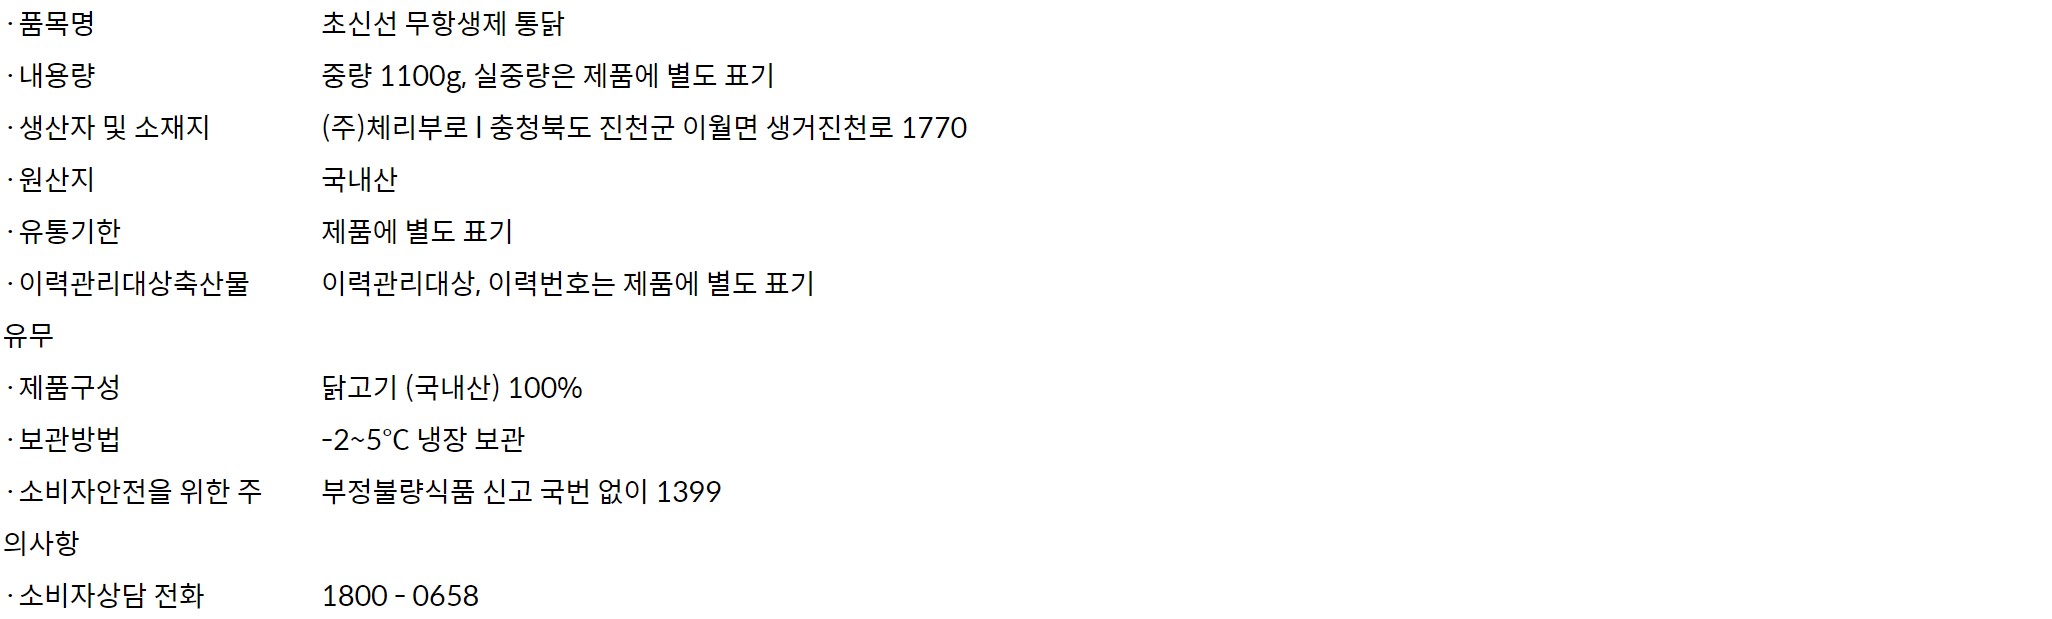 · 품목명 초신선 무항생제 통닭
· 내용량 중량 1100g, 실중량은 제품에 별도 표기
· 생산자 및 소재지 (주)체리부로 I 충청북도 진천군 이월면 생거진천로 1770
· 원산지 국내산
· 유통기한 제품에 별도 표기
· 이력관리대상축산물 이력관리대상, 이력번호는 제품에 별도 표기
유무
· 제품구성 닭고기 (국내산) 100%
· 보관방법 -2~5°C 냉장 보관
· 소비자안전을 위한 주 부정불량식품 신고 국번 없이 1399
의사항
· 소비자상담 전화 1800 - 0658